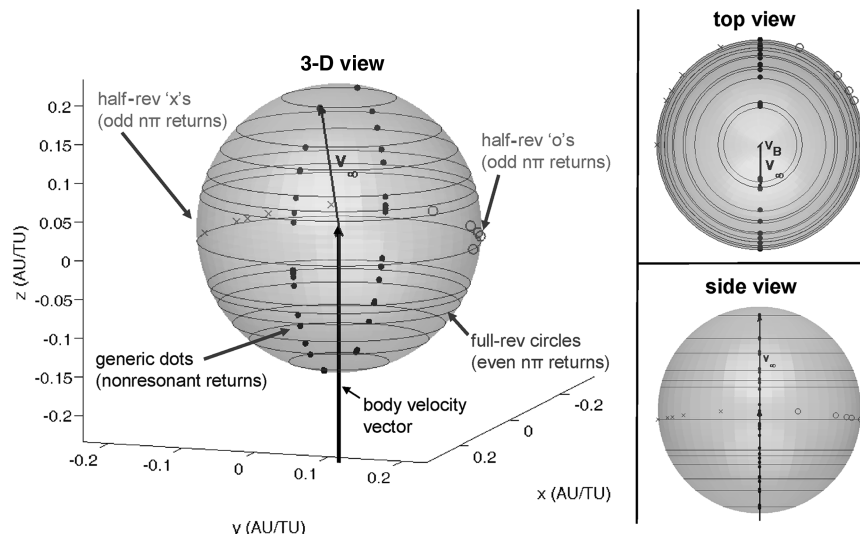 3-D view
half-rev 'x's
(odd nπ returns)
half-rev 'o's
(odd nπ returns)
0.2
0.15
0.1
0.05
0
-0.05
-0.1
-0.15
-0.2
z (AU/TU)
V∞
generic dots
(nonresonant returns)
full-rev circles
(even nπ returns)
body velocity
vector
-0.2
-0.1
0
0.1
0.2
y (AU/TU)
0.2
0
-0.2
x (AU/TU)
top view
VB
V∞
side view
V∞